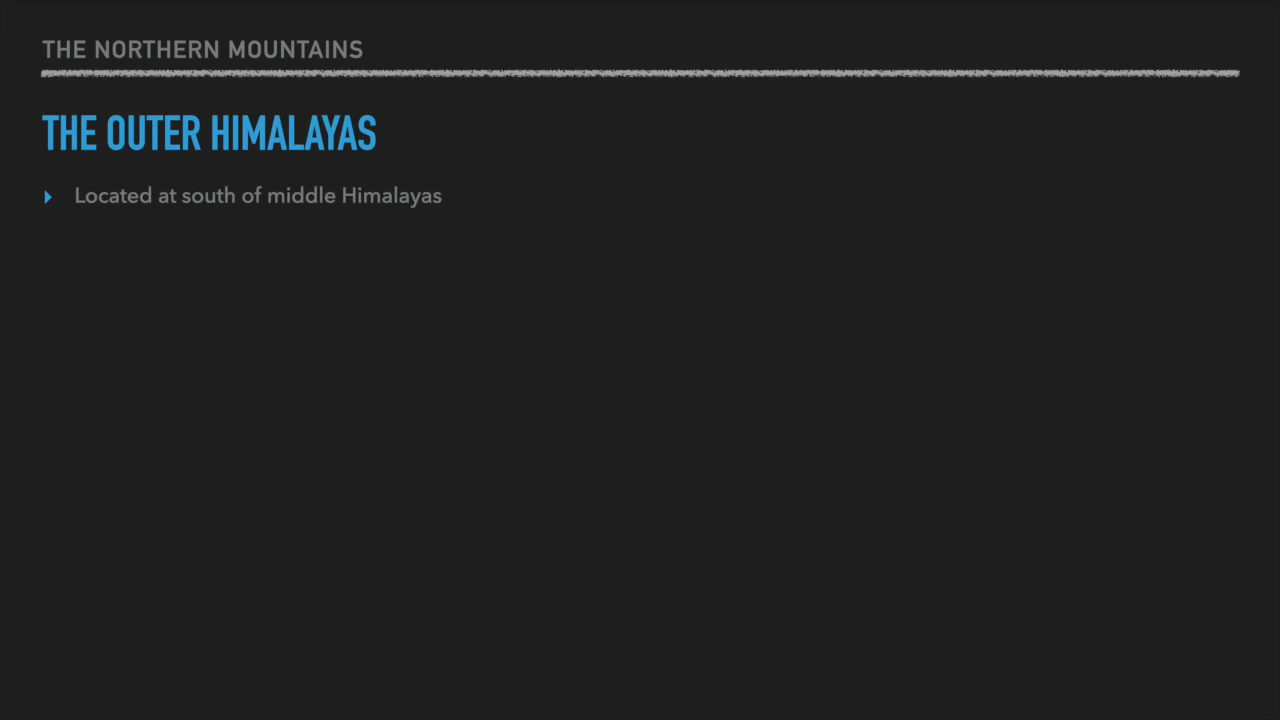 THE NORTHERN MOUNTAINS
THE OUTER HIMALAYAS
Located at south of middle Himalayas